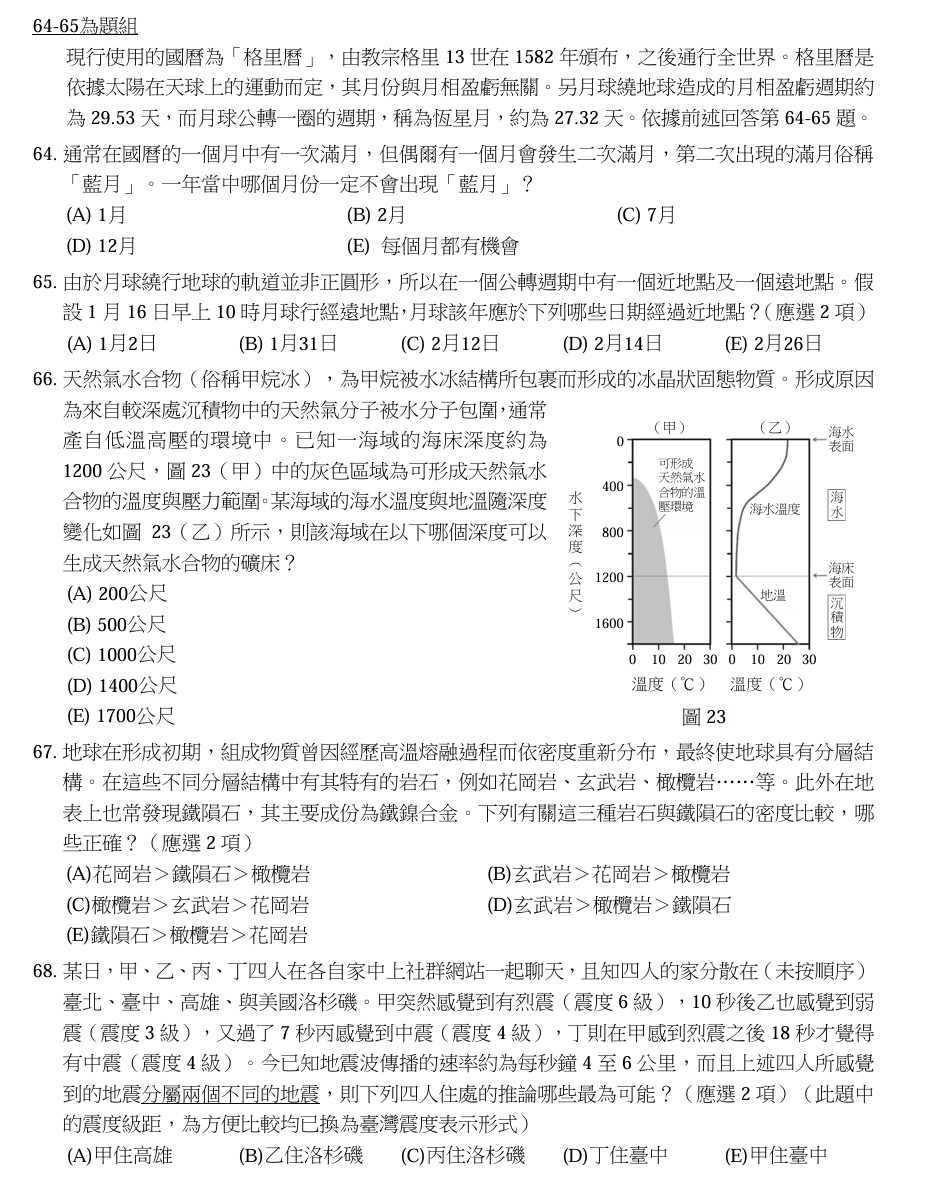 64-65為題組
現行使用的國曆為「格里曆」，由教宗格里 13 世在 1582 年頒布，之後通行全世界。格里曆是
依據太陽在天球上的運動而定，其月份與月相盈虧無關。另月球繞地球造成的月相盈虧週期約
為 29.53 天，而月球公轉一圈的週期，稱為恆星月，約為 27.32 天。依據前述回答第 64-65 題。
64. 通常在國曆的一個月中有一次滿月，但偶爾有一個月會發生二次滿月，第二次出現的滿月俗稱
「藍月」。一年當中哪個月份一定不會出現「藍月」？
(A) 1月 (B) 2月 (C) 7月
(D) 12月 (E) 每個月都有機會
65. 由於月球繞行地球的軌道並非正圓形，所以在一個公轉週期中有一個近地點及一個遠地點。假
設 1 月 16 日早上 10 時月球行經遠地點，月球該年應於下列哪些日期經過近地點？（應選 2 項）
(A) 1月2日 (B) 1月31日 (C) 2月12日 (D) 2月14日 (E) 2月26日
66. 天然氣水合物（俗稱甲烷冰），為甲烷被水冰結構所包裹而形成的冰晶狀固態物質。形成原因
為來自較深處沉積物中的天然氣分子被水分子包圍，通常
產自低溫高壓的環境中。已知一海域的海床深度約為
1200 公尺，圖 23（甲）中的灰色區域為可形成天然氣水
合物的溫度與壓力範圍。某海域的海水溫度與地溫隨深度
變化如圖 23（乙）所示，則該海域在以下哪個深度可以
生成天然氣水合物的礦床？
(A) 200公尺
(B) 500公尺
(C) 1000公尺
(D) 1400公尺
(E) 1700公尺
（甲） （乙）
0
400
800
1200
1600
水下深度（公尺）
可形成
天然氣水
合物的溫
壓環境
海水溫度
地溫
海水
表面
海水
海床
表面
沉積物
0 10 20 30 0 10 20 30
溫度（℃） 溫度（℃）
圖 23
67. 地球在形成初期，組成物質曾因經歷高溫熔融過程而依密度重新分布，最終使地球具有分層結
構。在這些不同分層結構中有其特有的岩石，例如花岡岩、玄武岩、橄欖岩……等。此外在地
表上也常發現鐵隕石，其主要成份為鐵鎳合金。下列有關這三種岩石與鐵隕石的密度比較，哪
些正確？（應選 2 項）
(A)花岡岩＞鐵隕石＞橄欖岩 (B)玄武岩＞花岡岩＞橄欖岩
(C)橄欖岩＞玄武岩＞花岡岩 (D)玄武岩＞橄欖岩＞鐵隕石
(E)鐵隕石＞橄欖岩＞花岡岩
68. 某日，甲、乙、丙、丁四人在各自家中上社群網站一起聊天，且知四人的家分散在（未按順序）
臺北、臺中、高雄、與美國洛杉磯。甲突然感覺到有烈震（震度 6 級），10 秒後乙也感覺到弱
震（震度 3 級），又過了 7 秒丙感覺到中震（震度 4 級），丁則在甲感到烈震之後 18 秒才覺得
有中震（震度 4 級）。今已知地震波傳播的速率約為每秒鐘 4 至 6 公里，而且上述四人所感覺
到的地震分屬兩個不同的地震，則下列四人住處的推論哪些最為可能？（應選 2 項）（此題中
的震度級距，為方便比較均已換為臺灣震度表示形式）
(A)甲住高雄 (B)乙住洛杉磯 (C)丙住洛杉磯 (D)丁住臺中 (E)甲住臺中